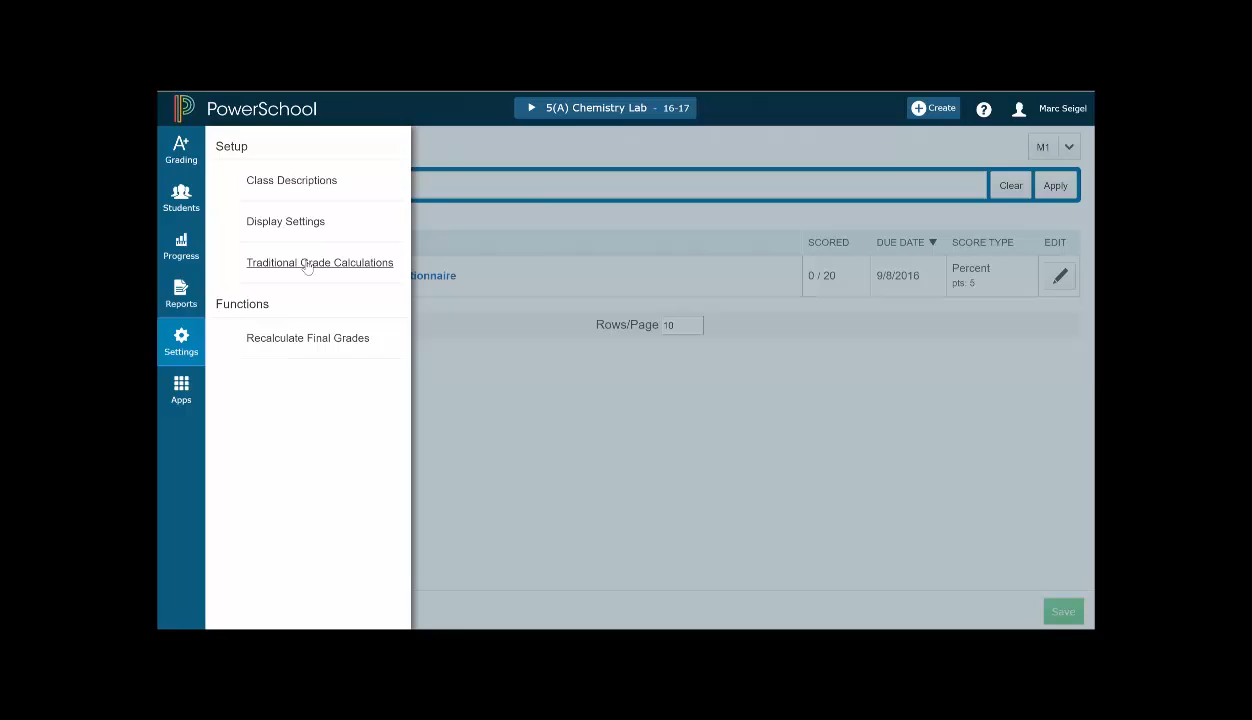 PowerSchool
5(A) Chemistry Lab - 16-17
Create
?
Marc Seigel
Grading
Students
Progress
Reports
Settings
Apps
Setup
Class Descriptions
Display Settings
Traditional Grade Calculations
Functions
Recalculate Final Grades
M1
Clear
Apply
SCORED
DUE DATE
SCORE TYPE
EDIT
tionnaire
0 / 20
9/8/2016
Percent
pts: 5
Rows/Page 10
Save